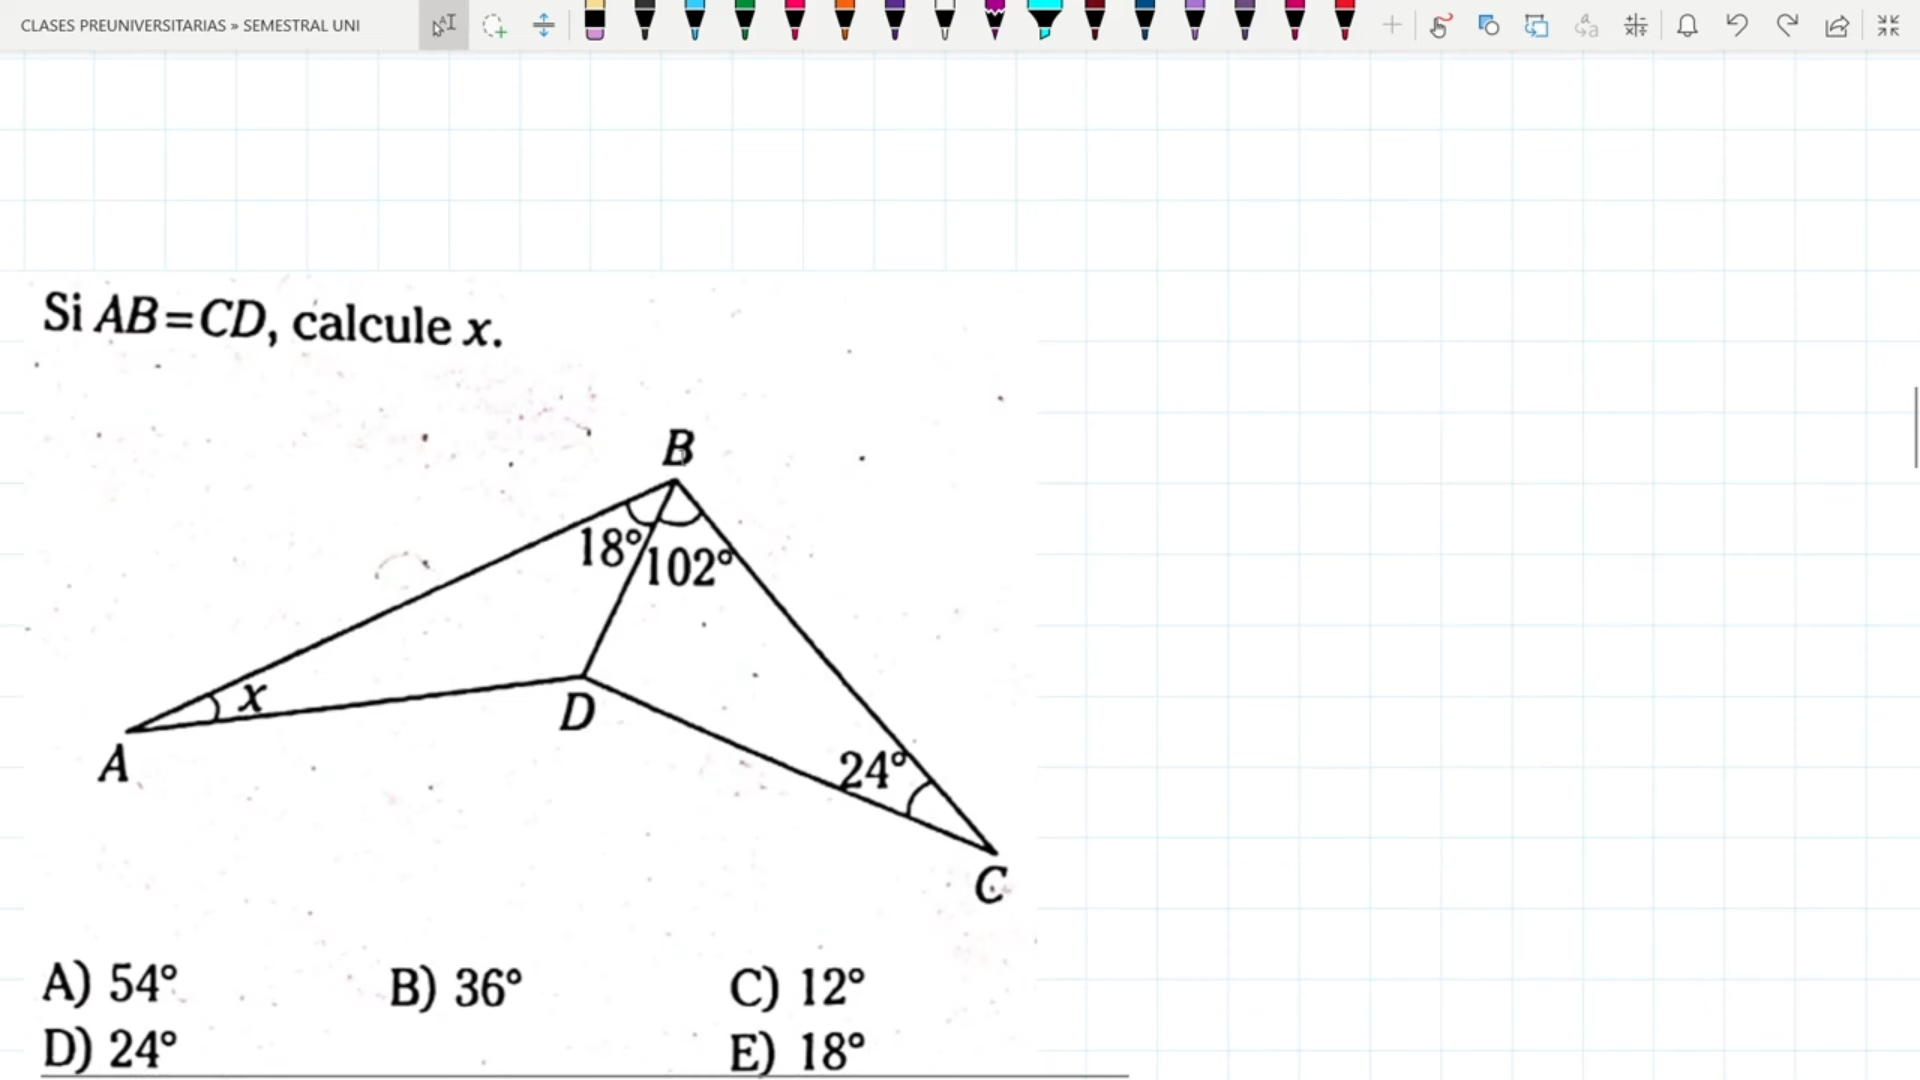 CLASES PREUNIVERSITARIAS » SEMESTRAL UNI
Si AB=CD, calcule x.
B
18° 102°
x
D
A
24°
C
A) 54° B) 36° C) 12°
D) 24° E) 18°